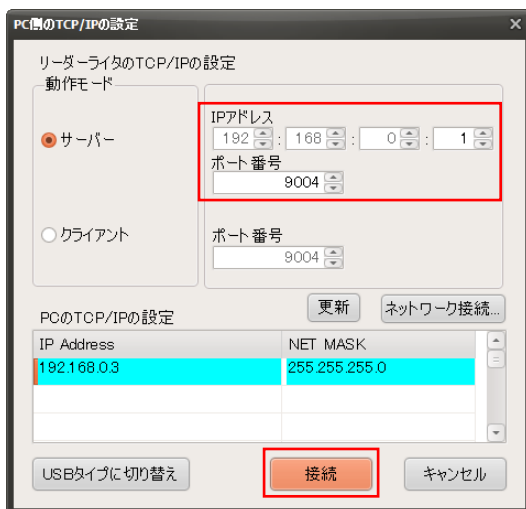 PC側のTCP/IPの設定
リーダーライタのTCP/IPの設定
動作モード
IPアドレス
サーバー
192 : 168 : 0 : 1
ポート番号
9004
クライアント
ポート番号
9004
更新
ネットワーク接続...
PCのTCP/IPの設定
IP Address NET MASK
192.168.0.3 255.255.255.0
USBタイプに切り替え
接続
キャンセル